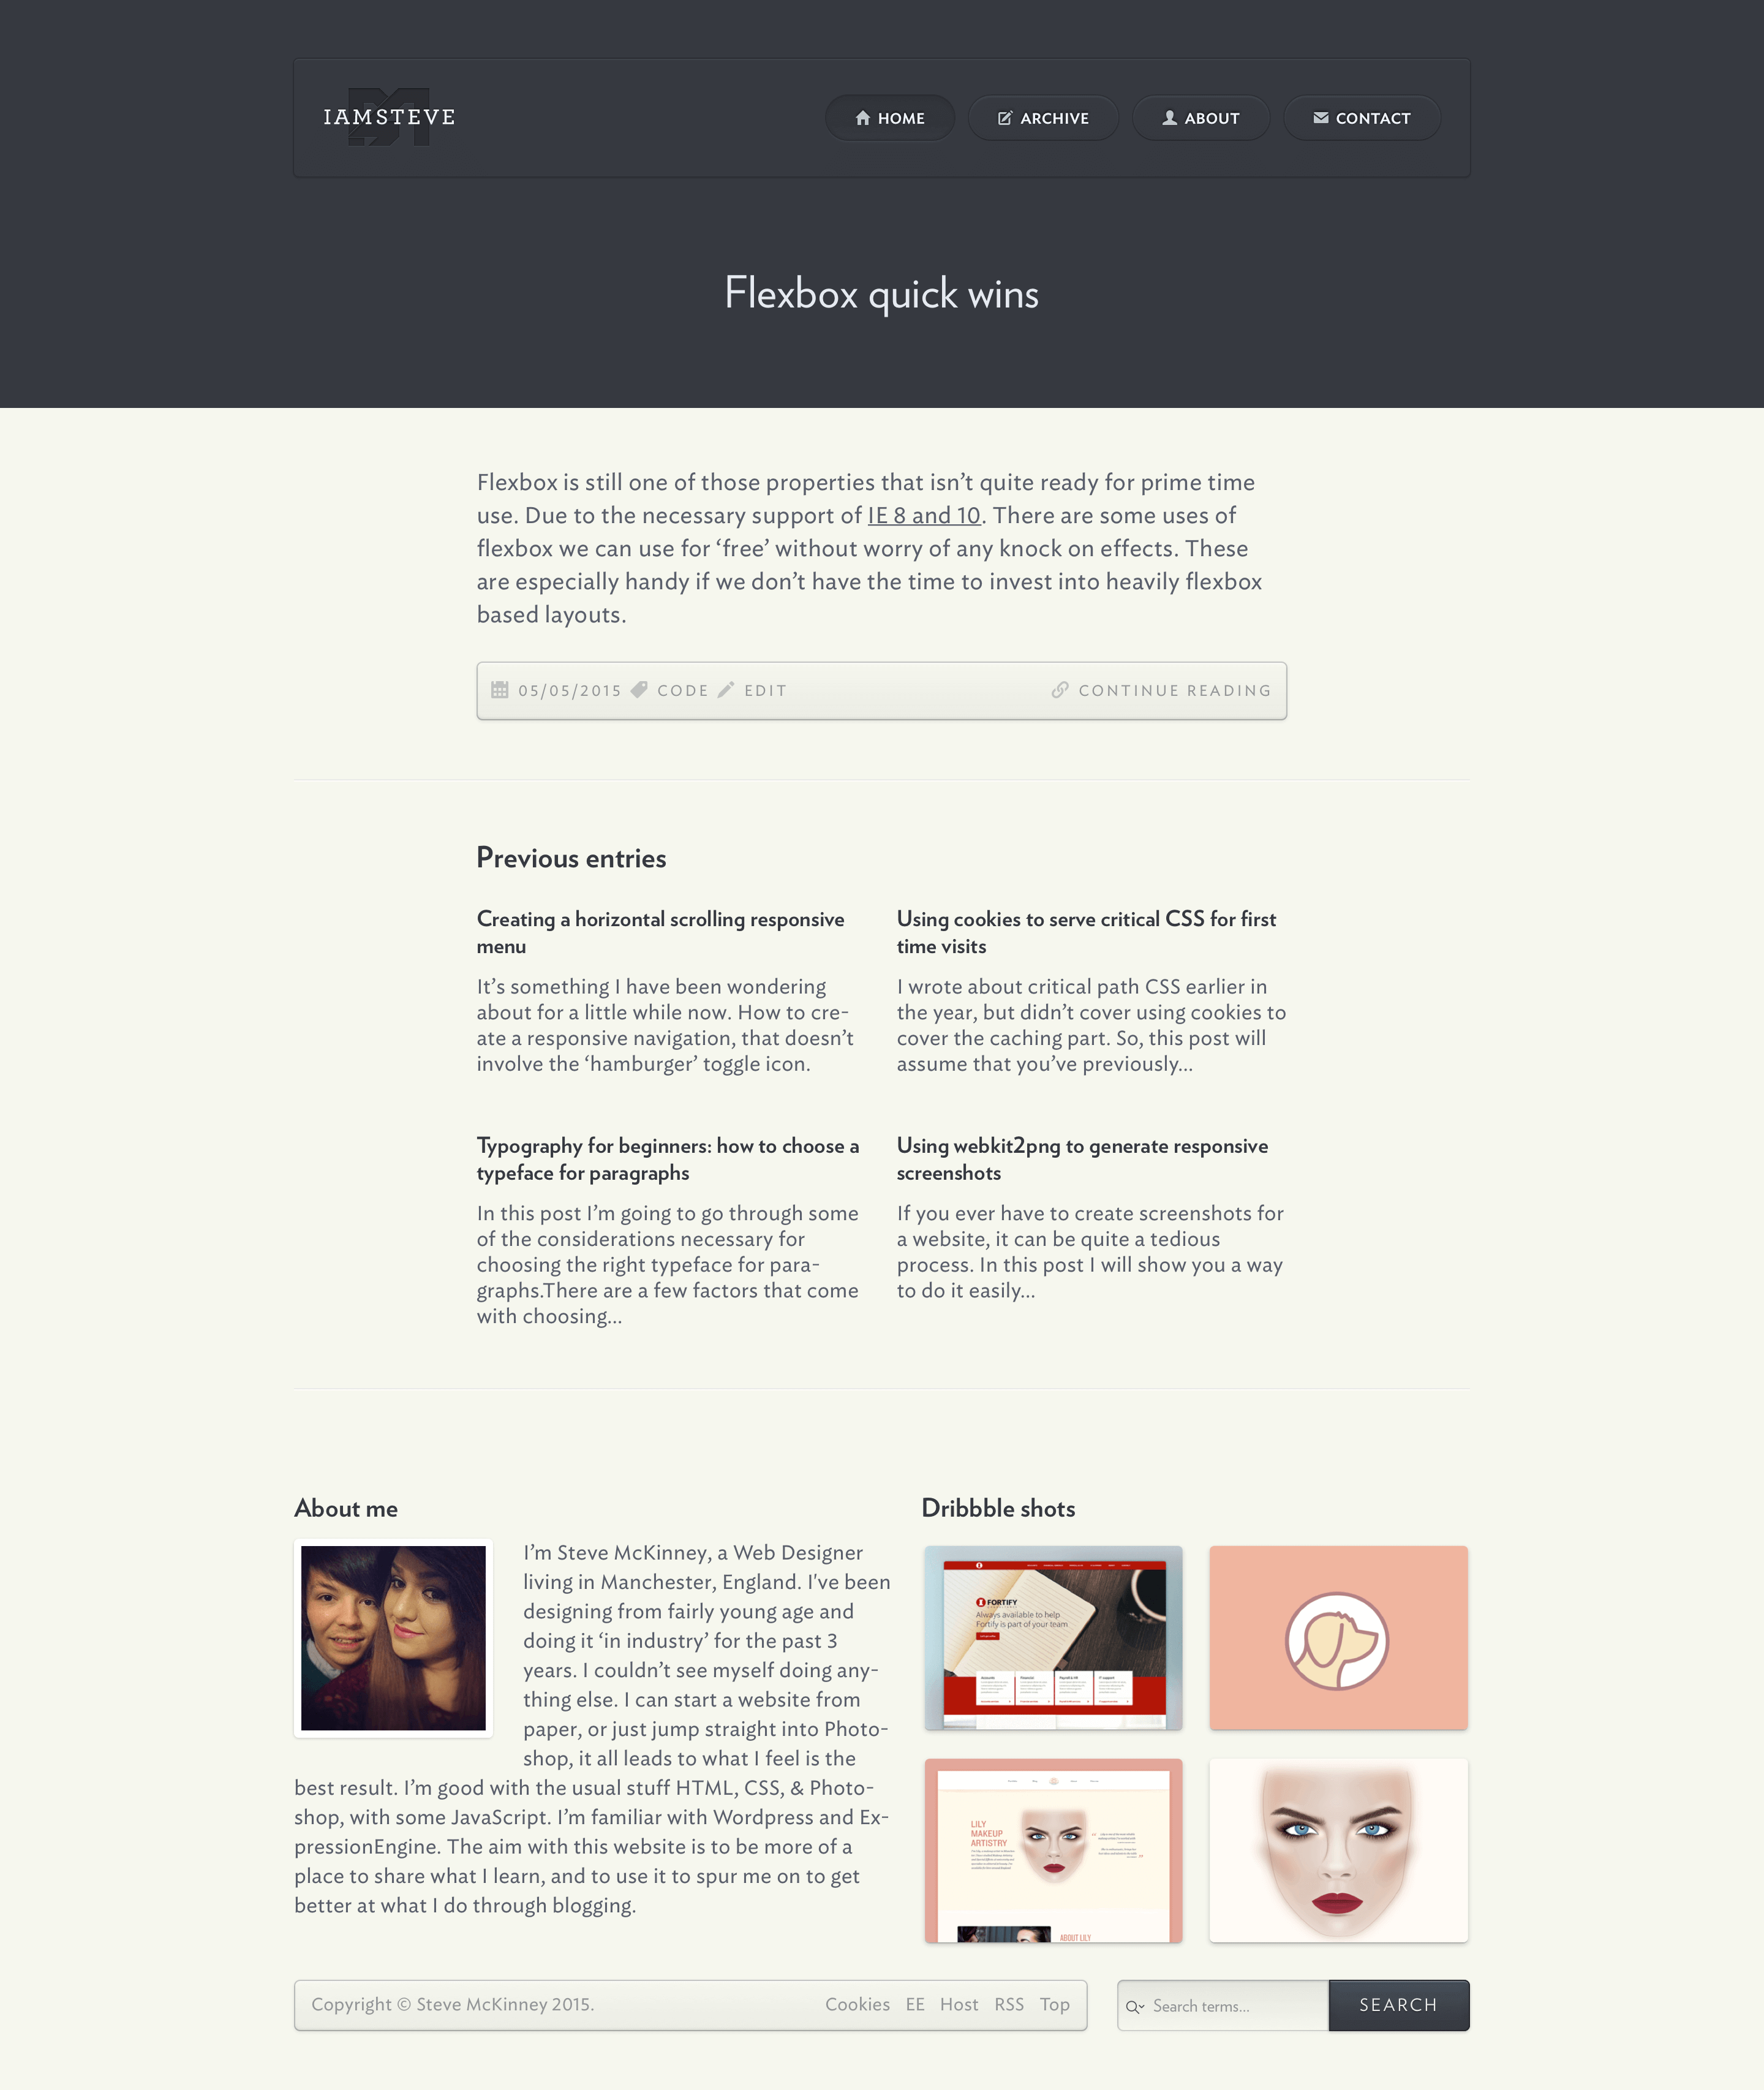 IAMSTEVE
HOME
ARCHIVE
ABOUT
CONTACT
Flexbox quick wins
Flexbox is still one of those properties that isn’t quite ready for prime time
use. Due to the necessary support of IE 8 and 10. There are some uses of
flexbox we can use for ‘free’ without worry of any knock on effects. These
are especially handy if we don’t have the time to invest into heavily flexbox
based layouts.
05/05/2015 CODE EDIT
CONTINUE READING
Previous entries
Creating a horizontal scrolling responsive
menu
It’s something I have been wondering
about for a little while now. How to cre-
ate a responsive navigation, that doesn’t
involve the ‘hamburger’ toggle icon.
Using cookies to serve critical CSS for first
time visits
I wrote about critical path CSS earlier in
the year, but didn’t cover using cookies to
cover the caching part. So, this post will
assume that you’ve previously…
Typography for beginners: how to choose a
typeface for paragraphs
In this post I’m going to go through some
of the considerations necessary for
choosing the right typeface for para-
graphs.There are a few factors that come
with choosing…
Using webkit2png to generate responsive
screenshots
If you ever have to create screenshots for
a website, it can be quite a tedious
process. In this post I will show you a way
to do it easily…
About me
I’m Steve McKinney, a Web Designer
living in Manchester, England. I've been
designing from fairly young age and
doing it ‘in industry’ for the past 3
years. I couldn’t see myself doing any-
thing else. I can start a website from
paper, or just jump straight into Photo-
shop, it all leads to what I feel is the
best result. I’m good with the usual stuff HTML, CSS, & Photo-
shop, with some JavaScript. I’m familiar with Wordpress and Ex-
pressionEngine. The aim with this website is to be more of a
place to share what I learn, and to use it to spur me on to get
better at what I do through blogging.
Dribbble shots
FORTIFY
Always available to help
Fortify is part of your team
LILY
MAKEUP
ARTISTRY
ABOUT LILY
Copyright © Steve McKinney 2015.
Cookies EE Host RSS Top
Search terms...
SEARCH